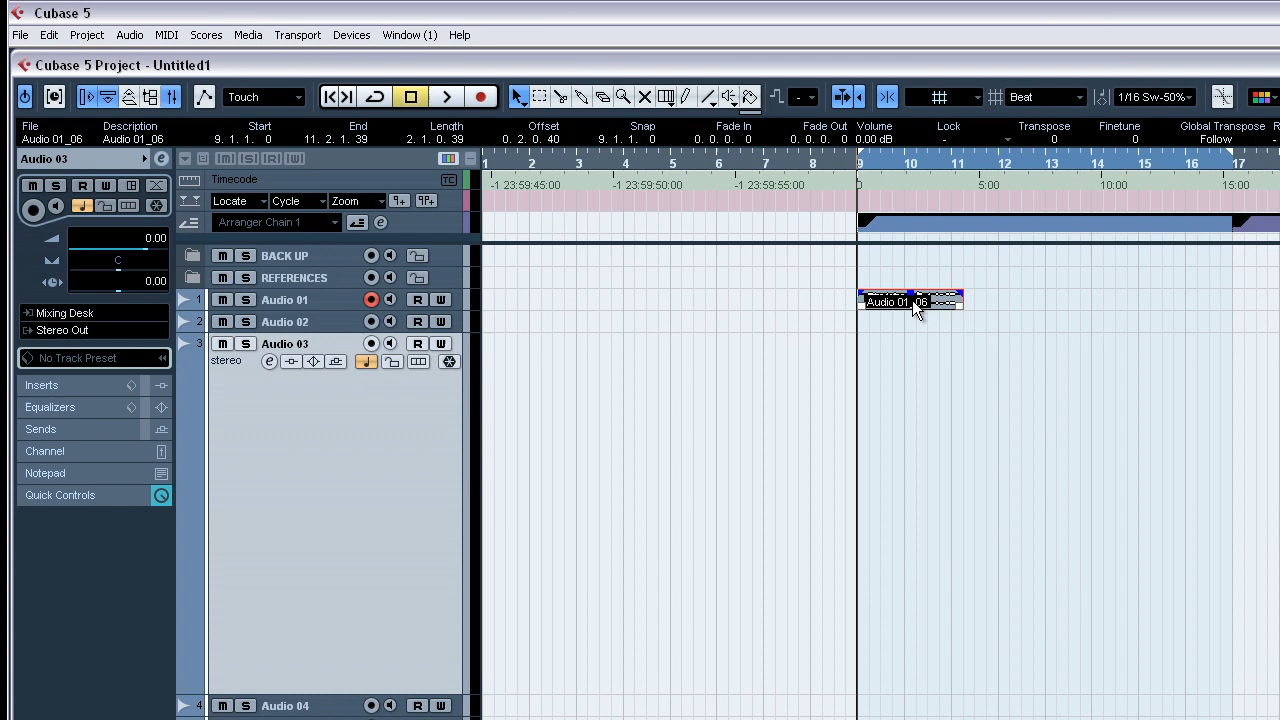 Cubase 5
File Edit Project Audio MIDI Scores Media Transport Devices Window (1) Help
Cubase 5 Project - Untitled1
Touch Beat 1/16 Sw-50%
File Description Start End Length Offset Snap Fade In Fade Out Volume Lock Transpose Finetune Global Transpose
Audio 01_06 Audio 01_06 9. 1. 1. 0 11. 2. 1. 39 2. 1. 0. 39 0. 2. 0. 40 9. 1. 1. 0 0. 0. 0. 0 0. 0. 0. 0 0.00 dB - 0 0 Follow -
Audio 03 e M S R W 1 2 3 4 5 6 7 8 9 10 11 12 13 14 15 16 17
Timecode TC -1 23:59:45:00 -1 23:59:50:00 -1 23:59:55:00 0 5:00 10:00 15:00
M S R W
Locate Cycle Zoom
Arranger Chain 1 e
0.00
C
0.00
M S BACK UP
M S REFERENCES
1 M S Audio 01 R W Audio 01_06
Mixing Desk
2 M S Audio 02 R W
Stereo Out
3 M S Audio 03 R W
No Track Preset
stereo e
Inserts
Equalizers
Sends
Channel
Notepad
Quick Controls
4 M S Audio 04 R W